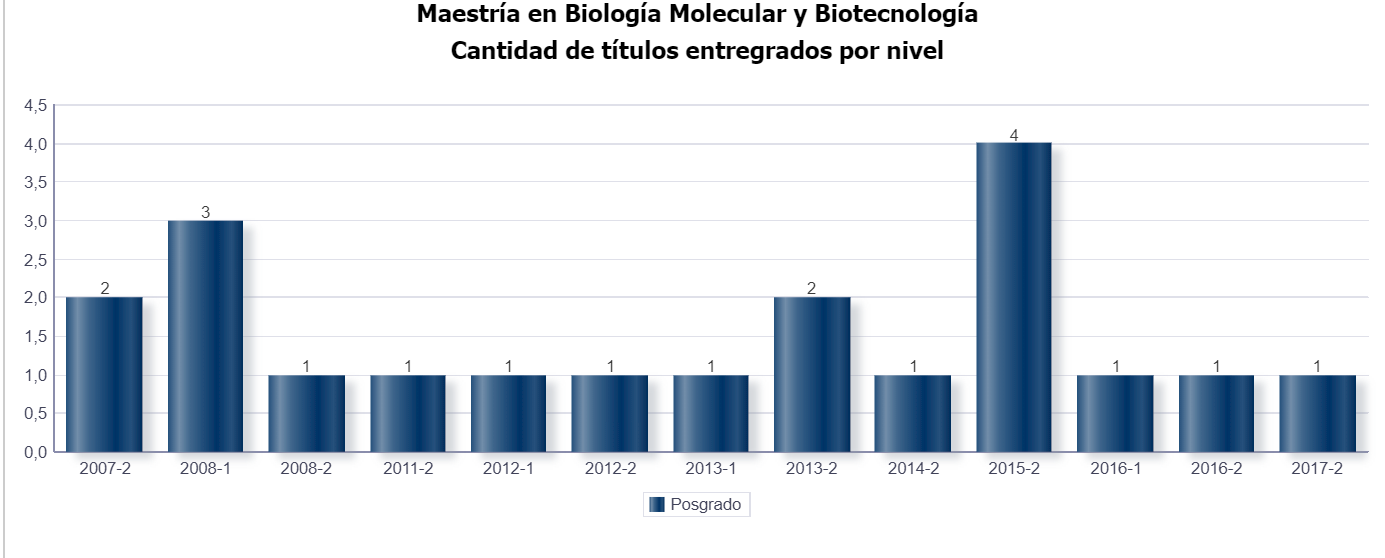 Maestría en Biología Molecular y Biotecnología
Cantidad de títulos entregrados por nivel
4,5
4,0
3,5
3,0
2,5
2,0
1,5
1,0
0,5
0,0
2 3 1 1 1 1 1 2 1 4 1 1 1
2007-2 2008-1 2008-2 2011-2 2012-1 2012-2 2013-1 2013-2 2014-2 2015-2 2016-1 2016-2 2017-2
Posgrado